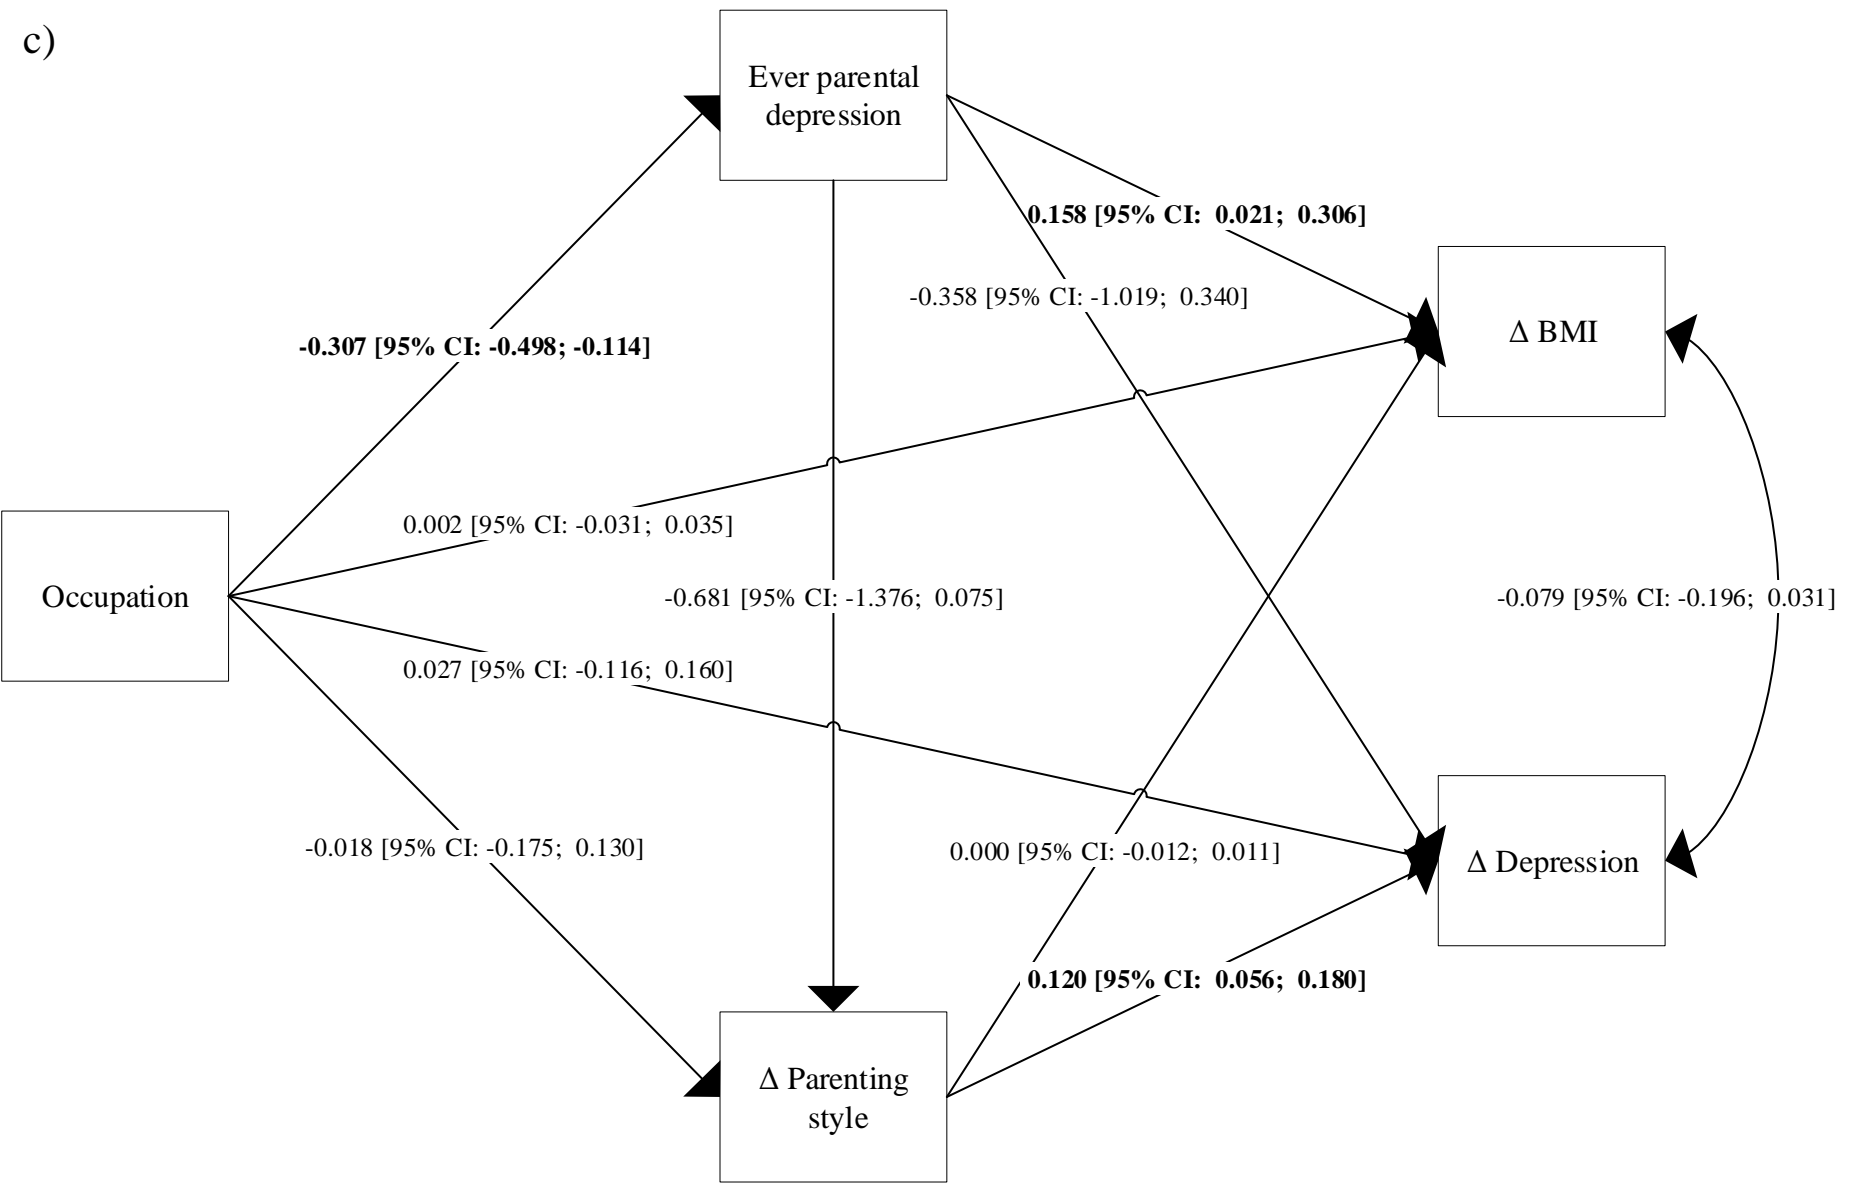 c)
Ever parental
depression
0.158 [95% CI: 0.021; 0.306]
-0.358 [95% CI: -1.019; 0.340]
Δ BMI
-0.307 [95% CI: -0.498; -0.114]
0.002 [95% CI: -0.031; 0.035]
Occupation
-0.681 [95% CI: -1.376; 0.075]
-0.079 [95% CI: -0.196; 0.031]
0.027 [95% CI: -0.116; 0.160]
-0.018 [95% CI: -0.175; 0.130]
0.000 [95% CI: -0.012; 0.011]
Δ Depression
0.120 [95% CI: 0.056; 0.180]
Δ Parenting
style